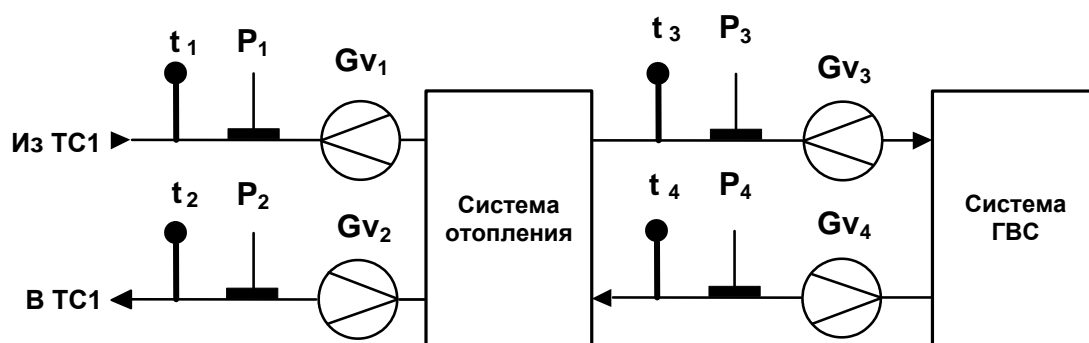 t 1 P1 Gv1 t 3 P3 Gv3
Из ТС1
t 2 P2 Gv2 Система отопления t 4 P4 Gv4 Система ГВС
В ТС1